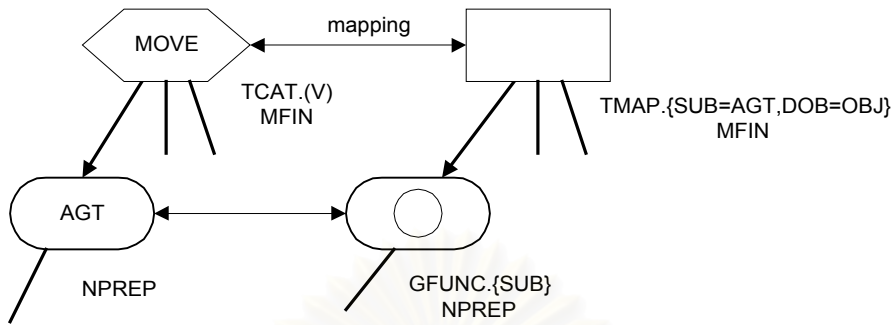 MOVE
mapping
TCAT.(V)
MFIN
TMAP.{SUB=AGT,DOB=OBJ}
MFIN
AGT
NPREP
GFUNC.{SUB}
NPREP